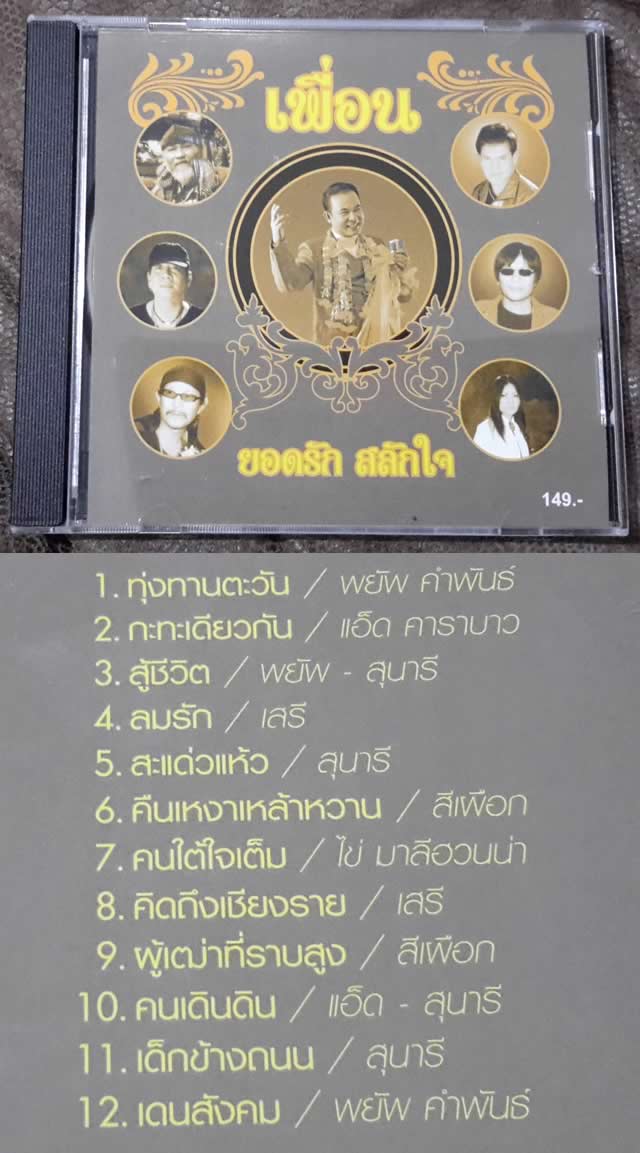 เพื่อน
ยอดรัก สลักใจ
149.-
1. ทุ่งทานตะวัน / พยัพ คำพันธ์
2. กะทะเดียวกัน / แอ็ด คาราบาว
3. สู้ชีวิต / พยัพ - สุนารี
4. ลมรัก / เสรี
5. สะแด่วแห้ว / สุนารี
6. คืนเหงาเหล้าหวาน / สีเผือก
7. คนใต้ใจเต็ม / ไข่ มาลีฮวนน่า
8. คิดถึงเชียงราย / เสรี
9. ผู้เฒ่าที่ราบสูง / สีเผือก
10. คนเดินดิน / แอ็ด - สุนารี
11. เด็กข้างถนน / สุนารี
12. เดนสังคม / พยัพ คำพันธ์